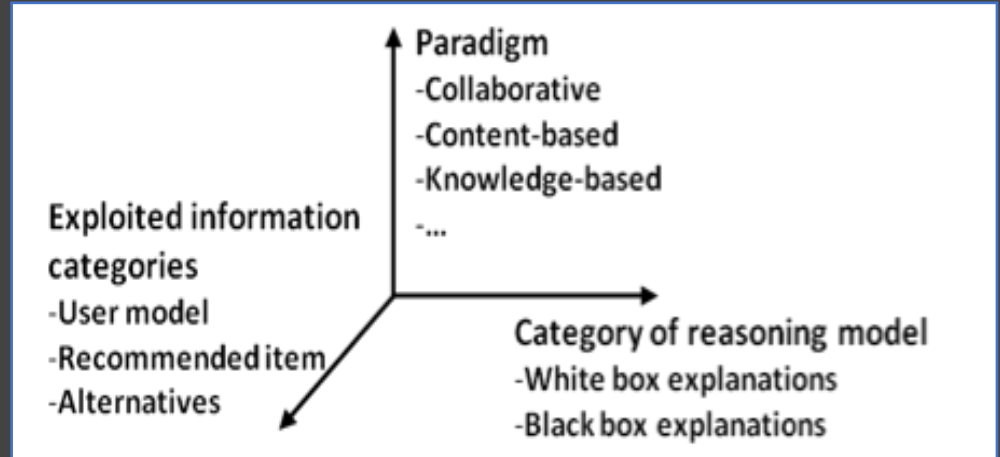 Paradigm
-Collaborative
-Content-based
-Knowledge-based
-...
Exploited information
categories
-User model
-Recommended item
-Alternatives
Category of reasoning model
-White box explanations
-Black box explanations